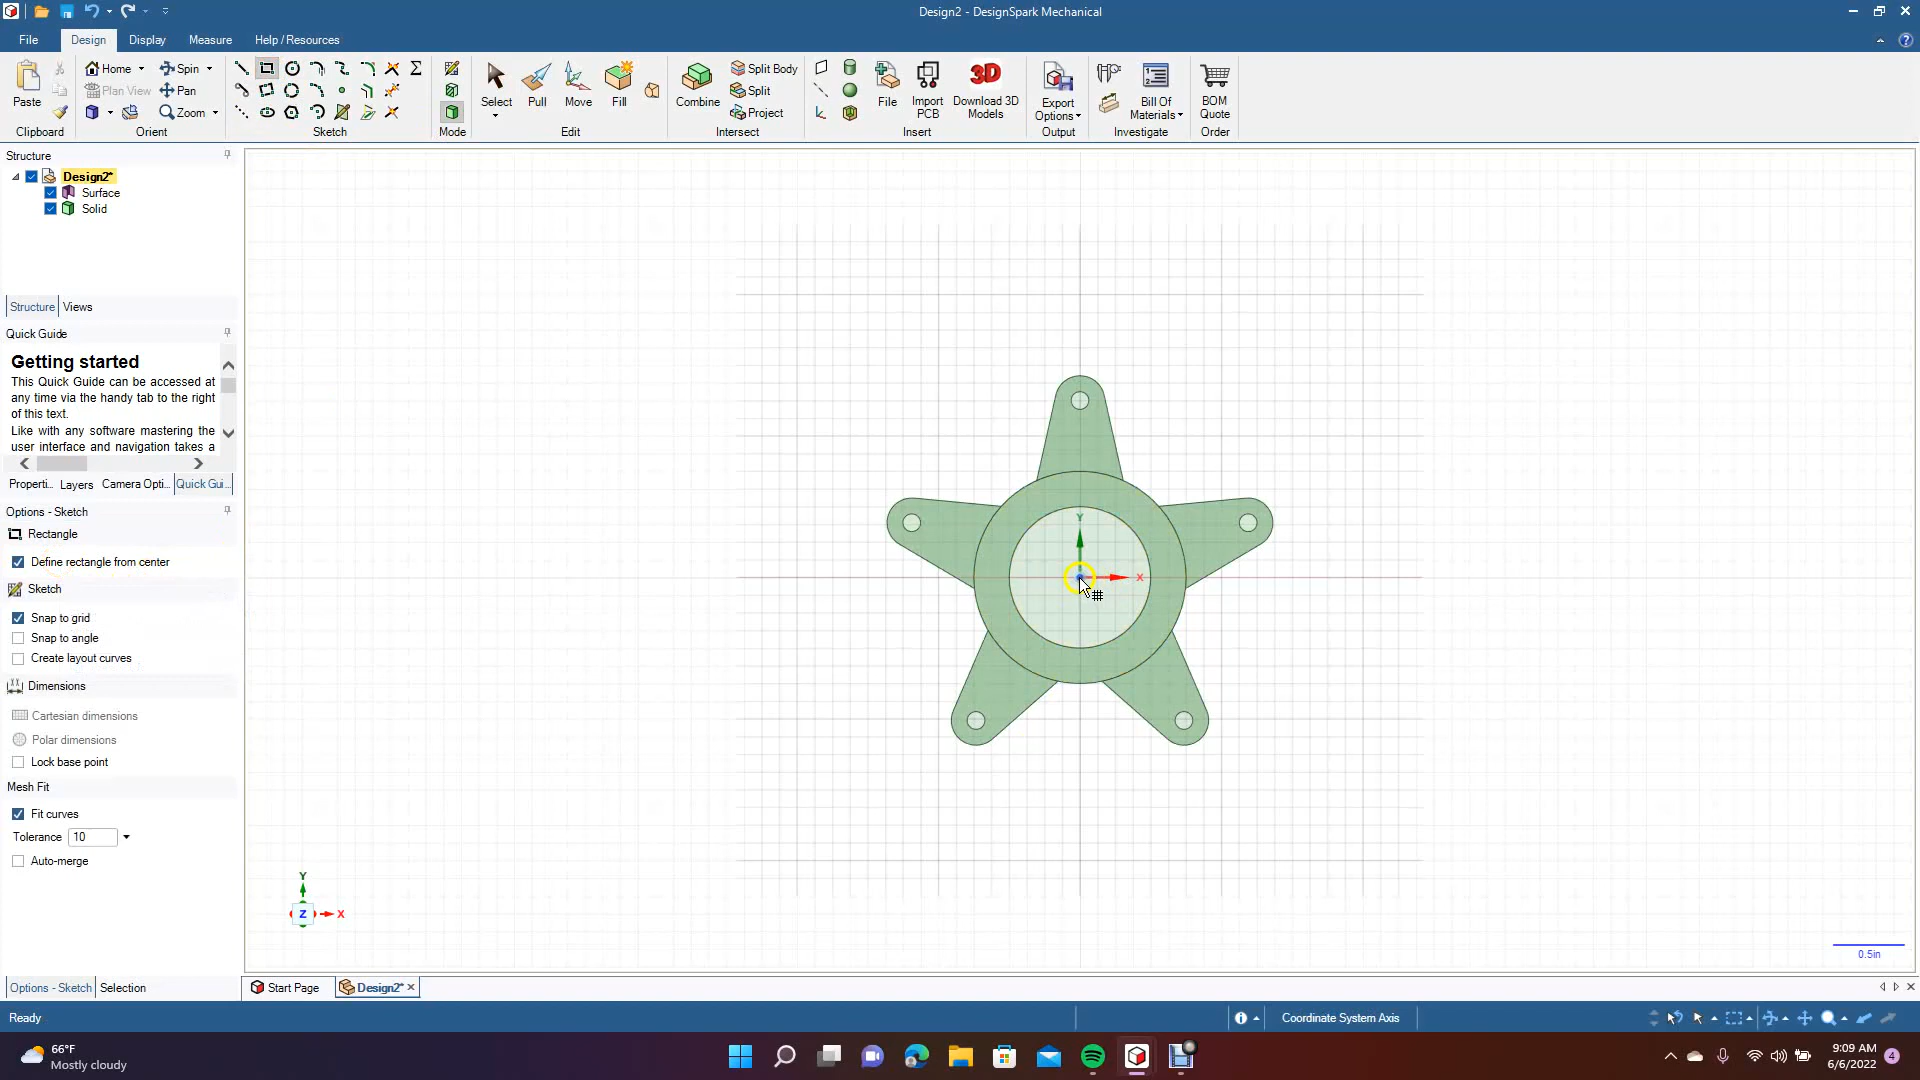 Design2 - DesignSpark Mechanical
File Design Display Measure Help / Resources
Paste
Clipboard
Home Spin
Plan View Pan
Zoom
Orient
Sketch
Mode
Select Pull Move Fill
Edit
Combine
Split Body
Split
Project
Intersect
File
Import PCB
3D
Download 3D Models
Insert
Export Options
Output
Bill Of Materials
Investigate
BOM Quote
Order
Structure
Design2*
Surface
Solid
Structure Views
Quick Guide
Getting started
This Quick Guide can be accessed at
any time via the handy tab to the right
of this text.
Like with any software mastering the
user interface and navigation takes a
Properti... Layers Camera Opti... Quick Gui...
Options - Sketch
Rectangle
Define rectangle from center
Sketch
Snap to grid
Snap to angle
Create layout curves
Dimensions
Cartesian dimensions
Polar dimensions
Lock base point
Mesh Fit
Fit curves
Tolerance 10
Auto-merge
Y
X
Y
Z X
0.5in
Options - Sketch Selection
Start Page Design2*
Ready
Coordinate System Axis
66°F
Mostly cloudy
9:09 AM
6/6/2022
4